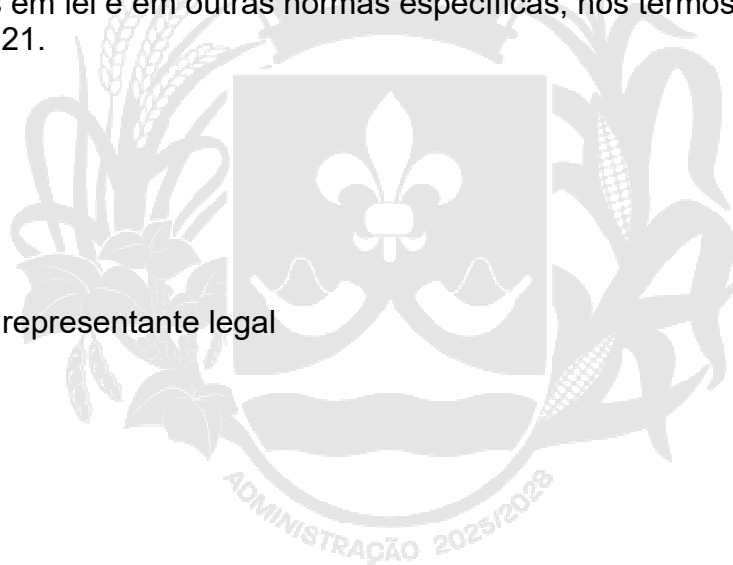 em lei e em outras normas específicas, nos termos
21.
representante legal
ADMINISTRAÇÃO 2025/2028